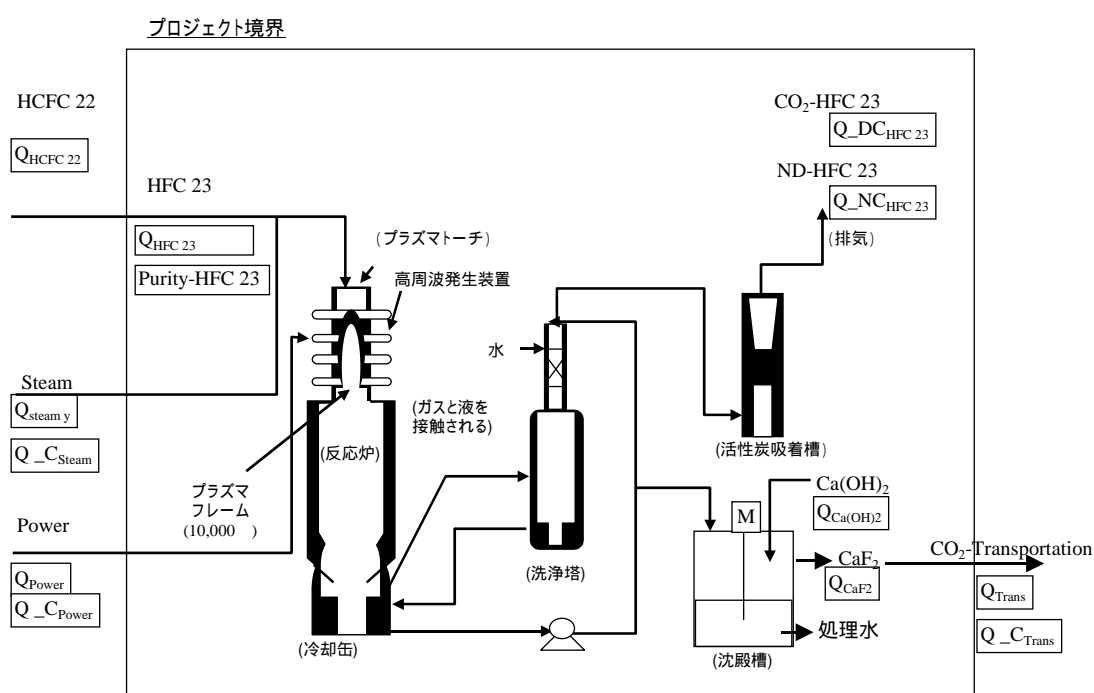 プロジェクト境界
HCFC 22
Q_HCFC 22
CO₂-HFC 23
Q_DC_HFC 23
ND-HFC 23
Q_NC_HFC 23
(排気)
HFC 23
Q_HFC 23
Purity-HFC 23
(プラズマトーチ)
高周波発生装置
水
Steam
Q_steam y
Q _C_Steam
(ガスと液を
接触される)
(反応炉)
(活性炭吸着槽)
プラズマ
フレーム
(10,000 )
Power
Q_Power
Q _C_Power
(洗浄塔)
(冷却缶)
M
Ca(OH)₂
Q_Ca(OH)2
CaF₂
Q_CaF2
処理水
(沈殿槽)
CO₂-Transportation
Q_Trans
Q _C_Trans